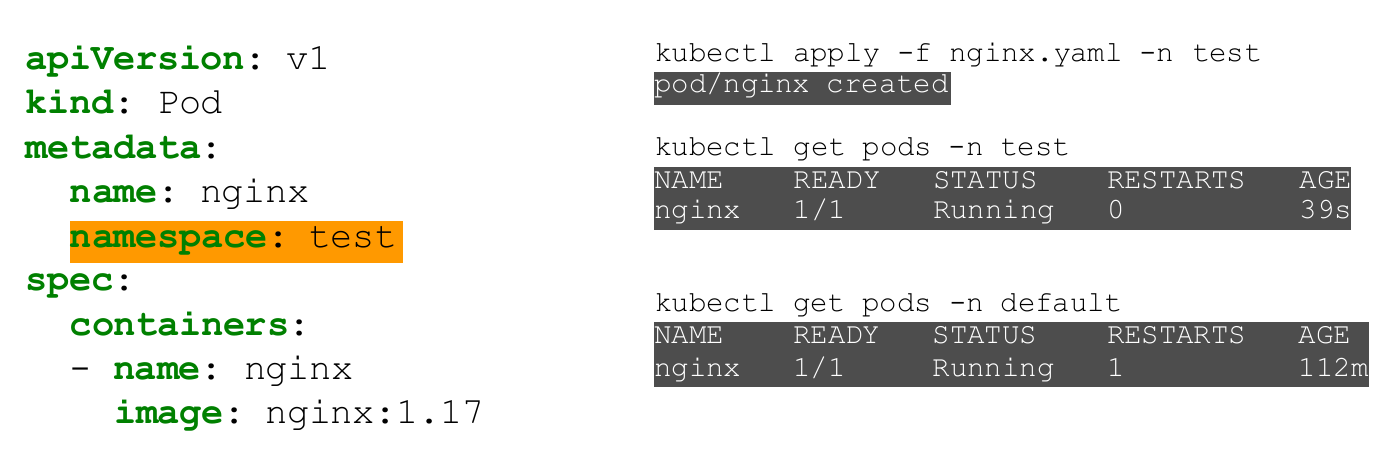 apiVersion: v1
kind: Pod
metadata:
  name: nginx
  namespace: test
spec:
  containers:
  - name: nginx
    image: nginx:1.17
kubectl apply -f nginx.yaml -n test
pod/nginx created
kubectl get pods -n test
NAME    READY   STATUS    RESTARTS   AGE
nginx   1/1     Running   0          39s
kubectl get pods -n default
NAME    READY   STATUS    RESTARTS   AGE
nginx   1/1     Running   1          112m